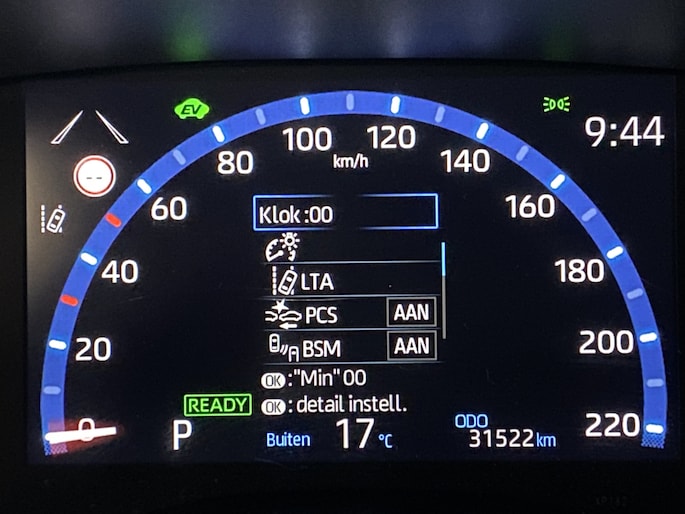 EV
9:44
--
0
20
40
60
80
100
120
140
160
180
200
220
km/h
Klok :00
LTA
PCS AAN
BSM AAN
OK :"Min" 00
READY
OK : detail instell.
P
Buiten 17 °C
ODO
31522 km